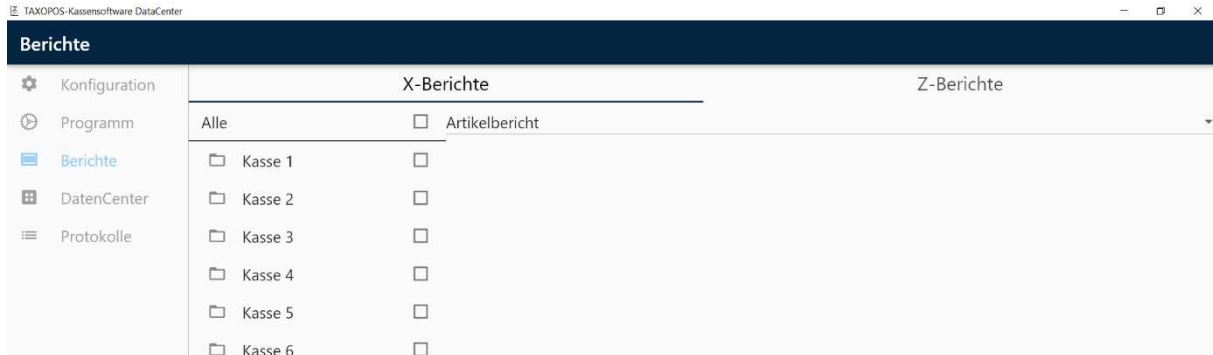 TAXOPOS-Kassensoftware DataCenter
Berichte
Konfiguration
Programm
Berichte
DatenCenter
Protokolle
X-Berichte
Z-Berichte
Alle
Artikelbericht
Kasse 1
Kasse 2
Kasse 3
Kasse 4
Kasse 5
Kasse 6